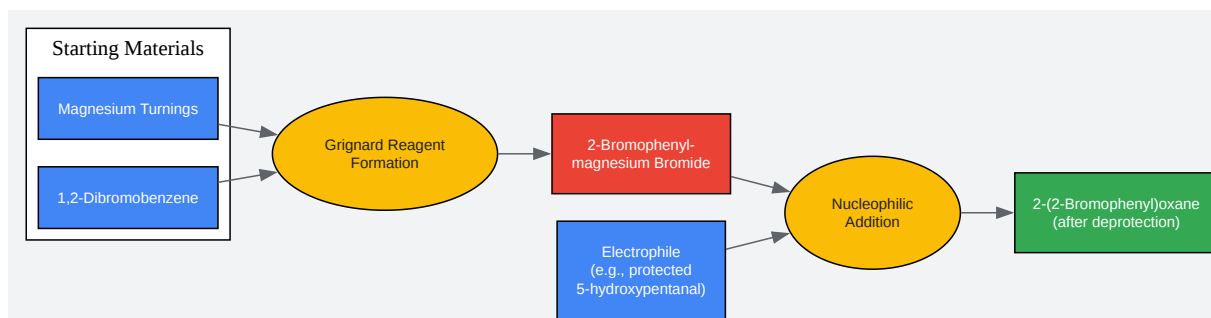 Starting Materials
Magnesium Turnings
1,2-Dibromobenzene
Grignard Reagent
Formation
2-Bromophenyl-
magnesium Bromide
Electrophile
(e.g., protected
5-hydroxypentanal)
Nucleophilic
Addition
2-(2-Bromophenyl)oxane
(after deprotection)